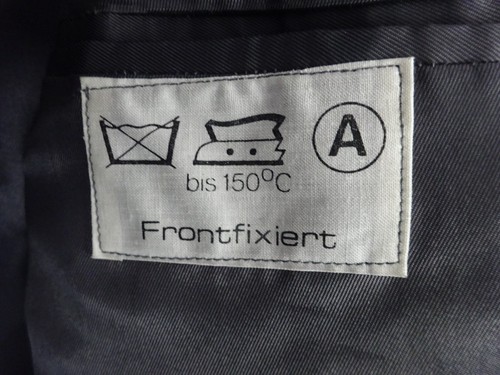 A
bis 150°C
Frontfixiert